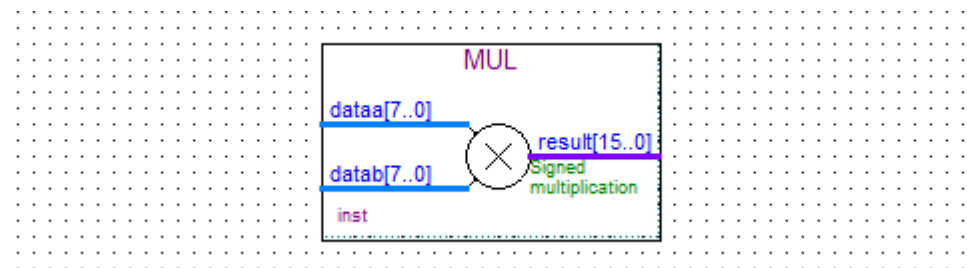 MUL
dataa[7..0]
result[15..0]
datab[7..0]
Signed
multiplication
inst